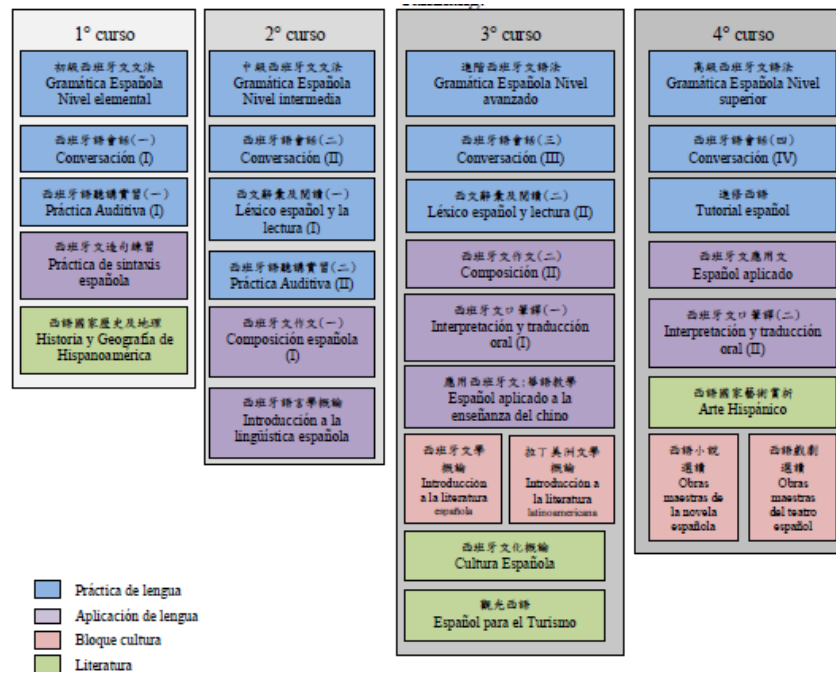 1° curso
初級西班牙文文法
Gramática Española
Nivel elemental
西班牙語會話(一)
Conversación (I)
西班牙語聽講實習(一)
Práctica Auditiva (I)
西班牙文造句練習
Práctica de sintaxis
española
西語國家歷史及地理
Historia y Geografía de
Hispanoamérica
2° curso
中級西班牙文文法
Gramática Española
Nivel intermedia
西班牙語會話(二)
Conversación (II)
西文辭彙及閱讀(一)
Léxico español y la
lectura (I)
西班牙語聽講實習(二)
Práctica Auditiva (II)
西班牙文作文(一)
Composición española
(I)
西班牙語言學概論
Introducción a la
lingüística española
3° curso
進階西班牙文語法
Gramática Española Nivel
avanzado
西班牙語會話(三)
Conversación (III)
西文辭彙及閱讀(二)
Léxico español y lectura (II)
西班牙文作文(二)
Composición (II)
西班牙文口筆譯(一)
Interpretación y traducción
oral (I)
應用西班牙文:華語教學
Español aplicado a la
enseñanza del chino
西班牙文學
概論
Introducción
a la literatura
española
拉丁美洲文學
概論
Introducción a
la literatura
latinoamericana
西班牙文化概論
Cultura Española
觀光西語
Español para el Turismo
4° curso
高級西班牙文語法
Gramática Española Nivel
superior
西班牙語會話(四)
Conversación (IV)
進修西語
Tutorial español
西班牙文應用文
Español aplicado
西班牙文口筆譯(二)
Interpretación y traducción
oral (II)
西語國家藝術賞析
Arte Hispánico
西語小說
選讀
Obras
maestras de
la novela
española
西語戲劇
選讀
Obras
maestras
del teatro
español
Práctica de lengua
Aplicación de lengua
Bloque cultura
Literatura